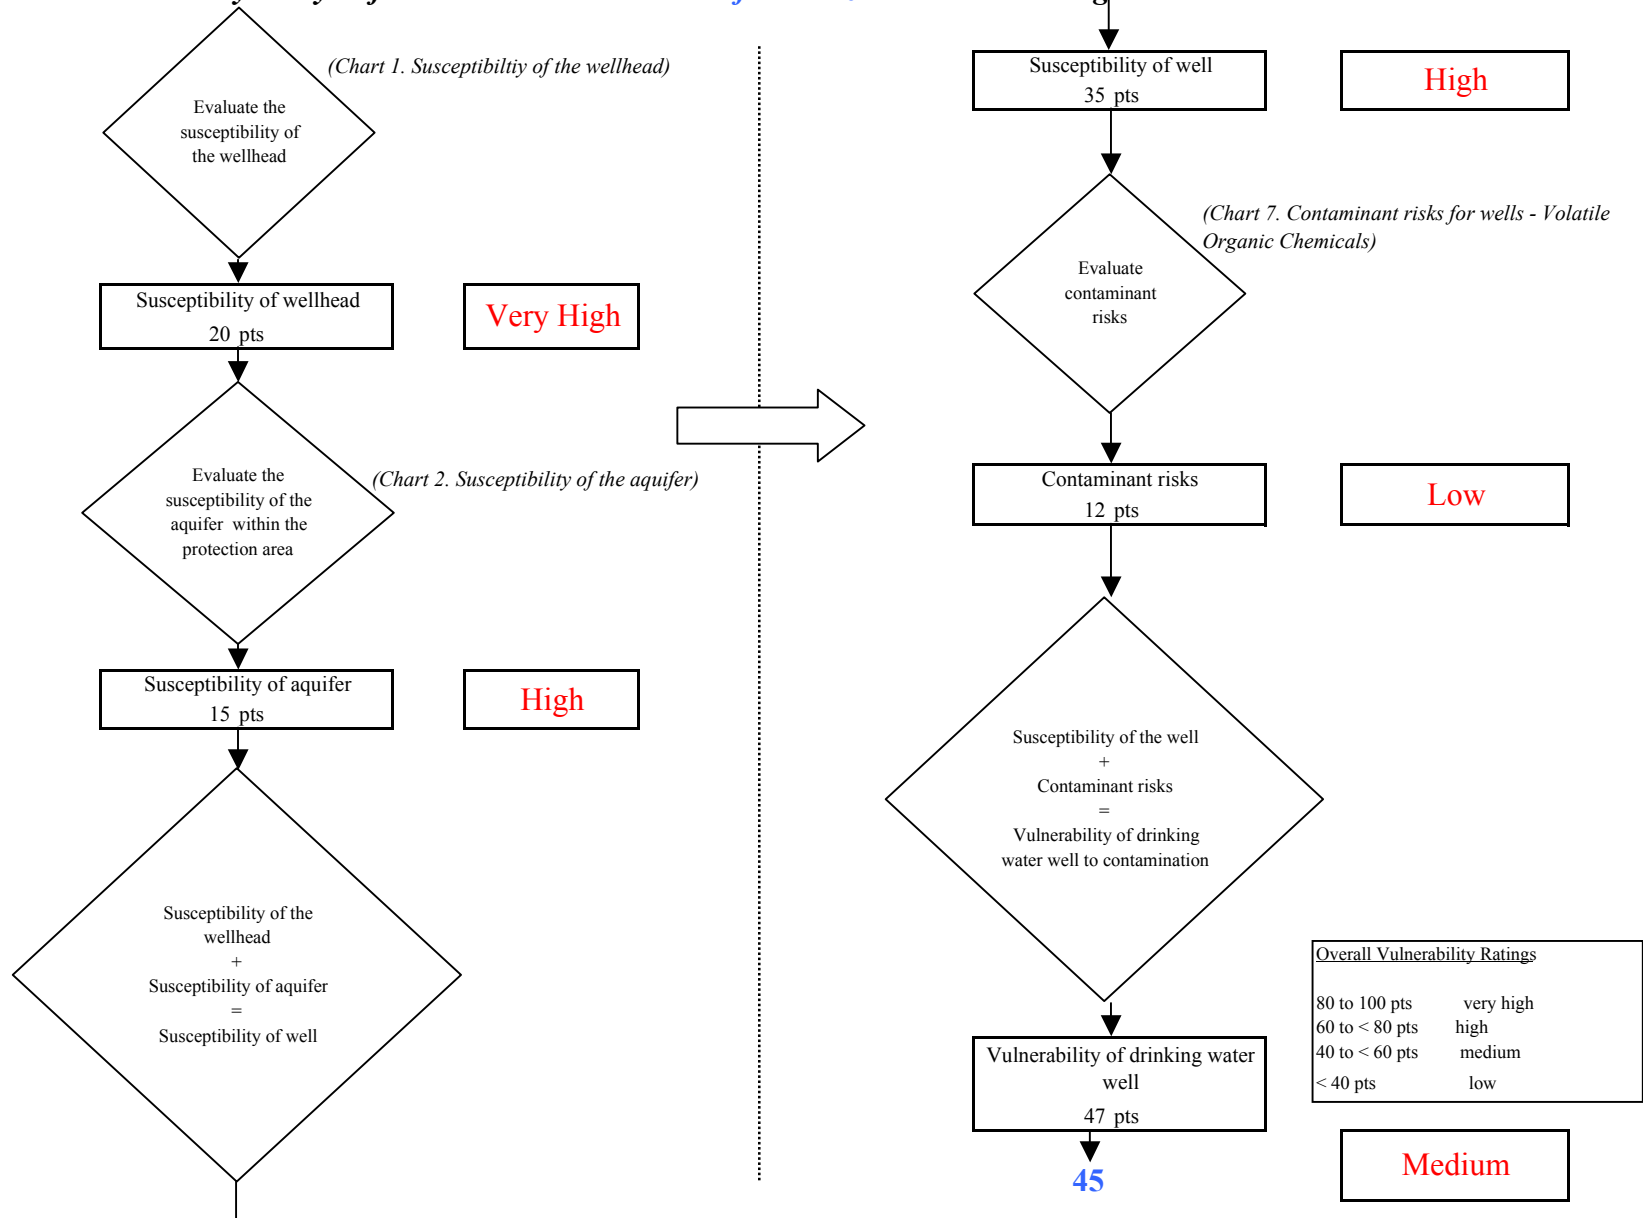 (Chart 1. Susceptibiltiy of the wellhead)
Evaluate the
susceptibility of
the wellhead
Susceptibility of wellhead
20 pts
Very High
Evaluate the
susceptibility of the
aquifer within the
protection area
(Chart 2. Susceptibility of the aquifer)
Susceptibility of aquifer
15 pts
High
Susceptibility of the
wellhead
+
Susceptibility of aquifer
=
Susceptibility of well
Susceptibility of well
35 pts
High
(Chart 7. Contaminant risks for wells - Volatile
Organic Chemicals)
Evaluate
contaminant
risks
Contaminant risks
12 pts
Low
Susceptibility of the well
+
Contaminant risks
=
Vulnerability of drinking
water well to contamination
Vulnerability of drinking water
well
47 pts
45
Overall Vulnerability Ratings
80 to 100 pts very high
60 to < 80 pts high
40 to < 60 pts medium
< 40 pts low
Medium